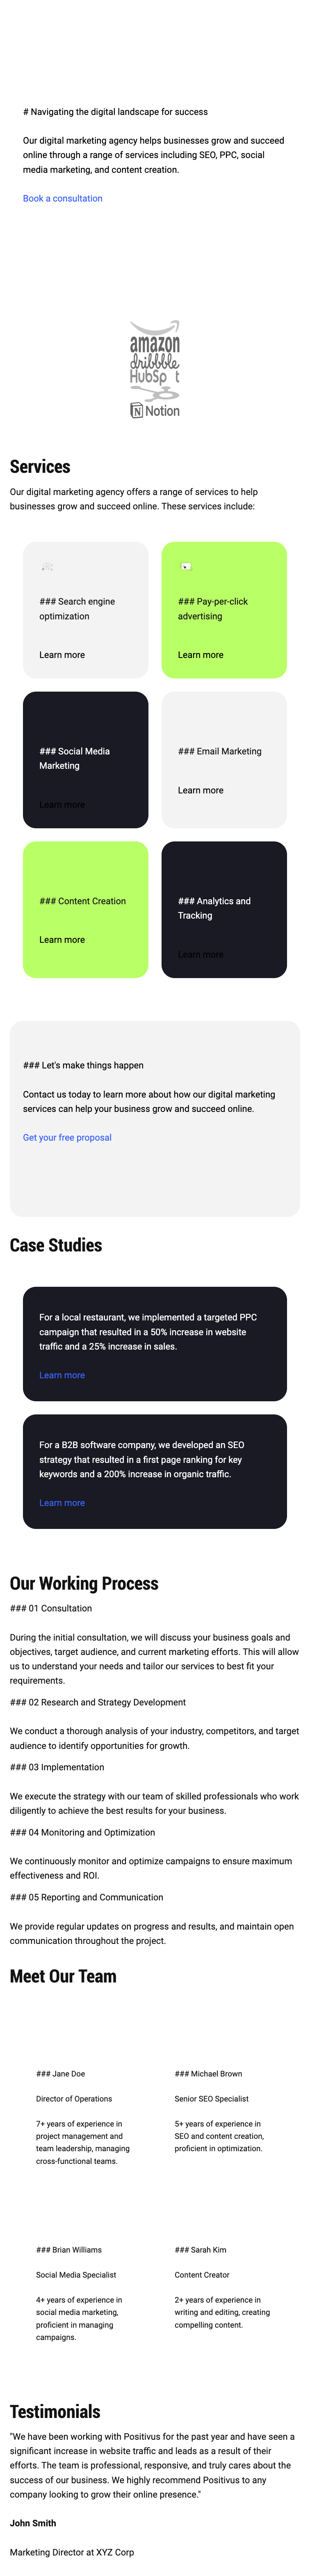 # Navigating the digital landscape for success
Our digital marketing agency helps businesses grow and succeed
online through a range of services including SEO, PPC, social
media marketing, and content creation.
Book a consultation
amazon
dribbble
HubSp t
Notion
Services
Our digital marketing agency offers a range of services to help
businesses grow and succeed online. These services include:
### Search engine
optimization
Learn more
### Pay-per-click
advertising
Learn more
### Social Media
Marketing
Learn more
### Email Marketing
Learn more
### Content Creation
Learn more
### Analytics and
Tracking
Learn more
### Let's make things happen
Contact us today to learn more about how our digital marketing
services can help your business grow and succeed online.
Get your free proposal
Case Studies
For a local restaurant, we implemented a targeted PPC
campaign that resulted in a 50% increase in website
traffic and a 25% increase in sales.
Learn more
For a B2B software company, we developed an SEO
strategy that resulted in a first page ranking for key
keywords and a 200% increase in organic traffic.
Learn more
Our Working Process
### 01 Consultation
During the initial consultation, we will discuss your business goals and
objectives, target audience, and current marketing efforts. This will allow
us to understand your needs and tailor our services to best fit your
requirements.
### 02 Research and Strategy Development
We conduct a thorough analysis of your industry, competitors, and target
audience to identify opportunities for growth.
### 03 Implementation
We execute the strategy with our team of skilled professionals who work
diligently to achieve the best results for your business.
### 04 Monitoring and Optimization
We continuously monitor and optimize campaigns to ensure maximum
effectiveness and ROI.
### 05 Reporting and Communication
We provide regular updates on progress and results, and maintain open
communication throughout the project.
Meet Our Team
### Jane Doe
Director of Operations
7+ years of experience in
project management and
team leadership, managing
cross-functional teams.
### Michael Brown
Senior SEO Specialist
5+ years of experience in
SEO and content creation,
proficient in optimization.
### Brian Williams
Social Media Specialist
4+ years of experience in
social media marketing,
proficient in managing
campaigns.
### Sarah Kim
Content Creator
2+ years of experience in
writing and editing, creating
compelling content.
Testimonials
"We have been working with Positivus for the past year and have seen a
significant increase in website traffic and leads as a result of their
efforts. The team is professional, responsive, and truly cares about the
success of our business. We highly recommend Positivus to any
company looking to grow their online presence."
John Smith
Marketing Director at XYZ Corp